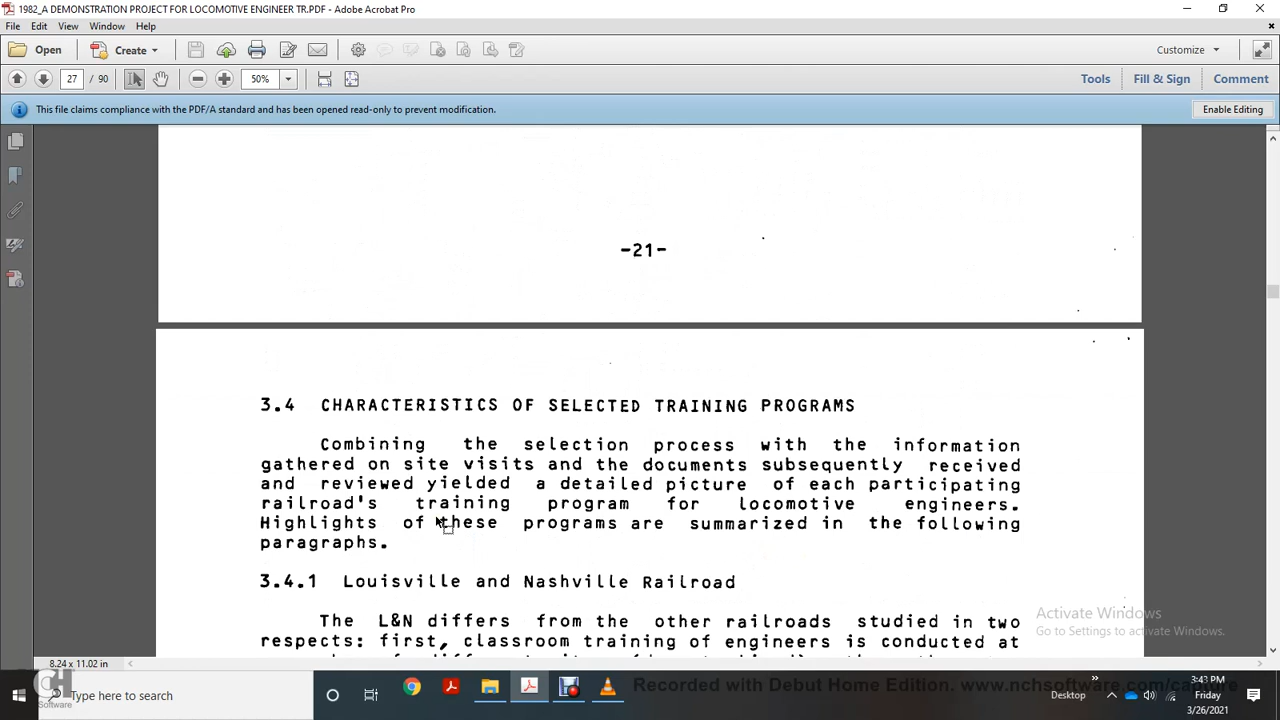 1982_A DEMONSTRATION PROJECT FOR LOCOMOTIVE ENGINEER TR.PDF - Adobe Acrobat Pro
File Edit View Window Help
Open Create Customize
27 / 90 50% Tools Fill & Sign Comment
This file claims compliance with the PDF/A standard and has been opened read-only to prevent modification. Enable Editing
-21-
3.4 CHARACTERISTICS OF SELECTED TRAINING PROGRAMS
Combining the selection process with the information
gathered on site visits and the documents subsequently received
and reviewed yielded a detailed picture of each participating
railroad's training program for locomotive engineers.
Highlights of these programs are summarized in the following
paragraphs.
3.4.1 Louisville and Nashville Railroad
The L&N differs from the other railroads studied in two
respects: first, classroom training of engineers is conducted at
Activate Windows
Go to Settings to activate Windows.
8.24 x 11.02 in
Type here to search
Recorded with Debut Home Edition. www.nchsoftware.com/capture
Software
Desktop
3:43 PM
Friday
3/26/2021